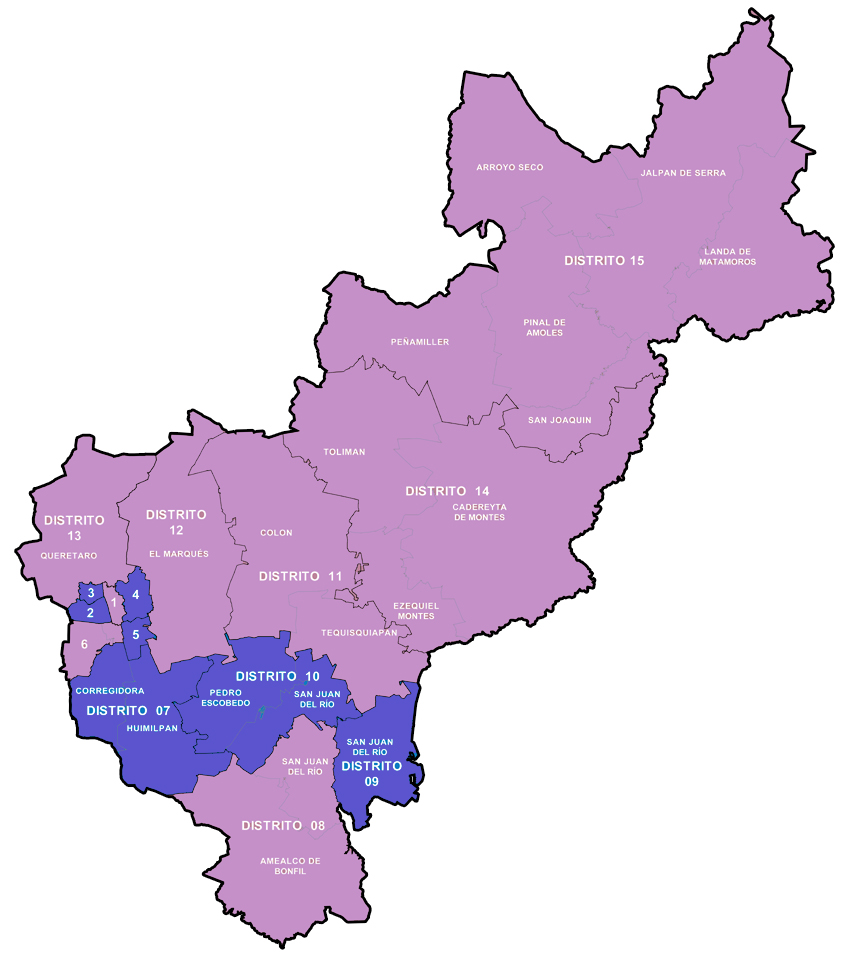 ARROYO SECO
JALPAN DE SERRA
LANDA DE
MATAMOROS
DISTRITO 15
PINAL DE
AMOLES
PEÑAMILLER
SAN JOAQUIN
TOLIMAN
DISTRITO 14
CADEREYTA
DE MONTES
DISTRITO
13
QUERETARO
DISTRITO
12
EL MARQUÉS
COLON
DISTRITO 11
EZEQUIEL
MONTES
TEQUISQUIAPAN
3
2
1
4
5
6
CORREGIDORA
DISTRITO 07
HUIMILPAN
DISTRITO 10
PEDRO
ESCOBEDO
SAN JUAN
DEL RÍO
SAN JUAN
DEL RÍO
DISTRITO
09
SAN JUAN
DEL RÍO
DISTRITO 08
AMEALCO DE
BONFIL